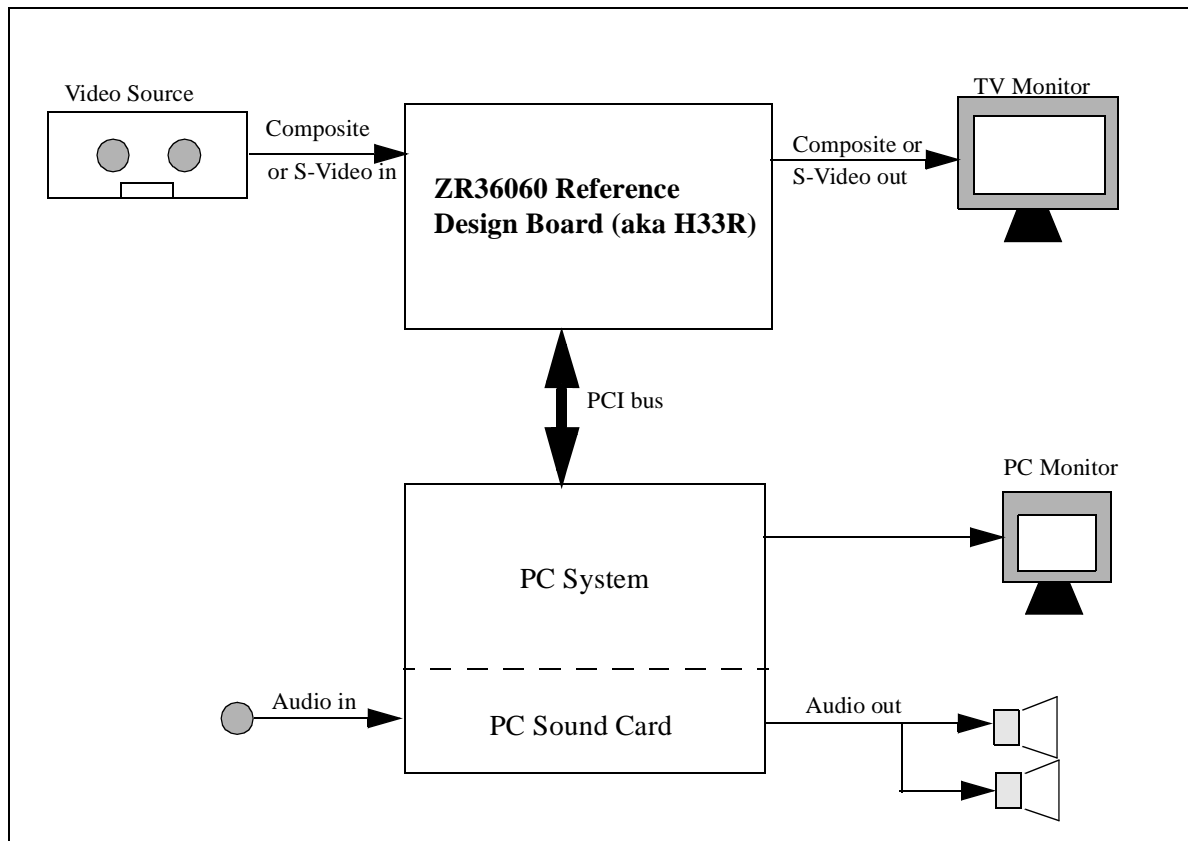 Video Source
Composite
or S-Video in
ZR36060 Reference
Design Board (aka H33R)
Composite or
S-Video out
TV Monitor
PCI bus
PC System
PC Monitor
Audio in
PC Sound Card
Audio out